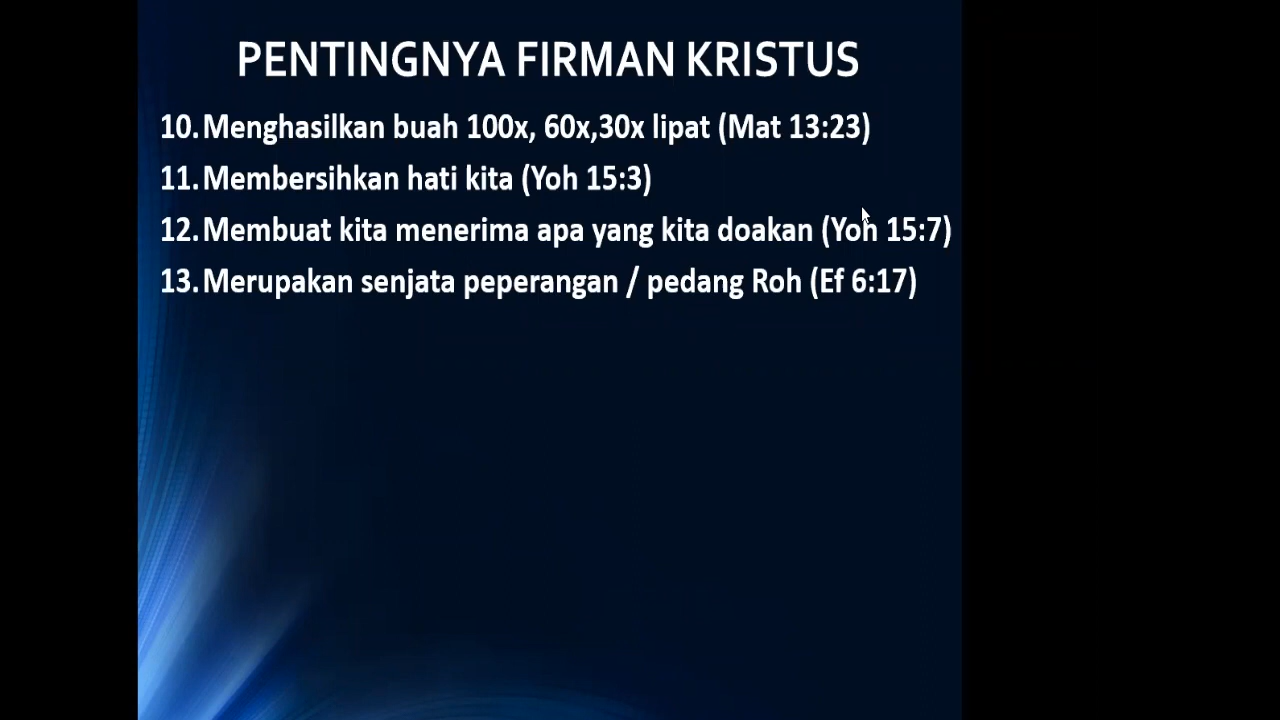 PENTINGNYA FIRMAN KRISTUS
10. Menghasilkan buah 100x, 60x,30x lipat (Mat 13:23)
11. Membersihkan hati kita (Yoh 15:3)
12. Membuat kita menerima apa yang kita doakan (Yoh 15:7)
13. Merupakan senjata peperangan / pedang Roh (Ef 6:17)